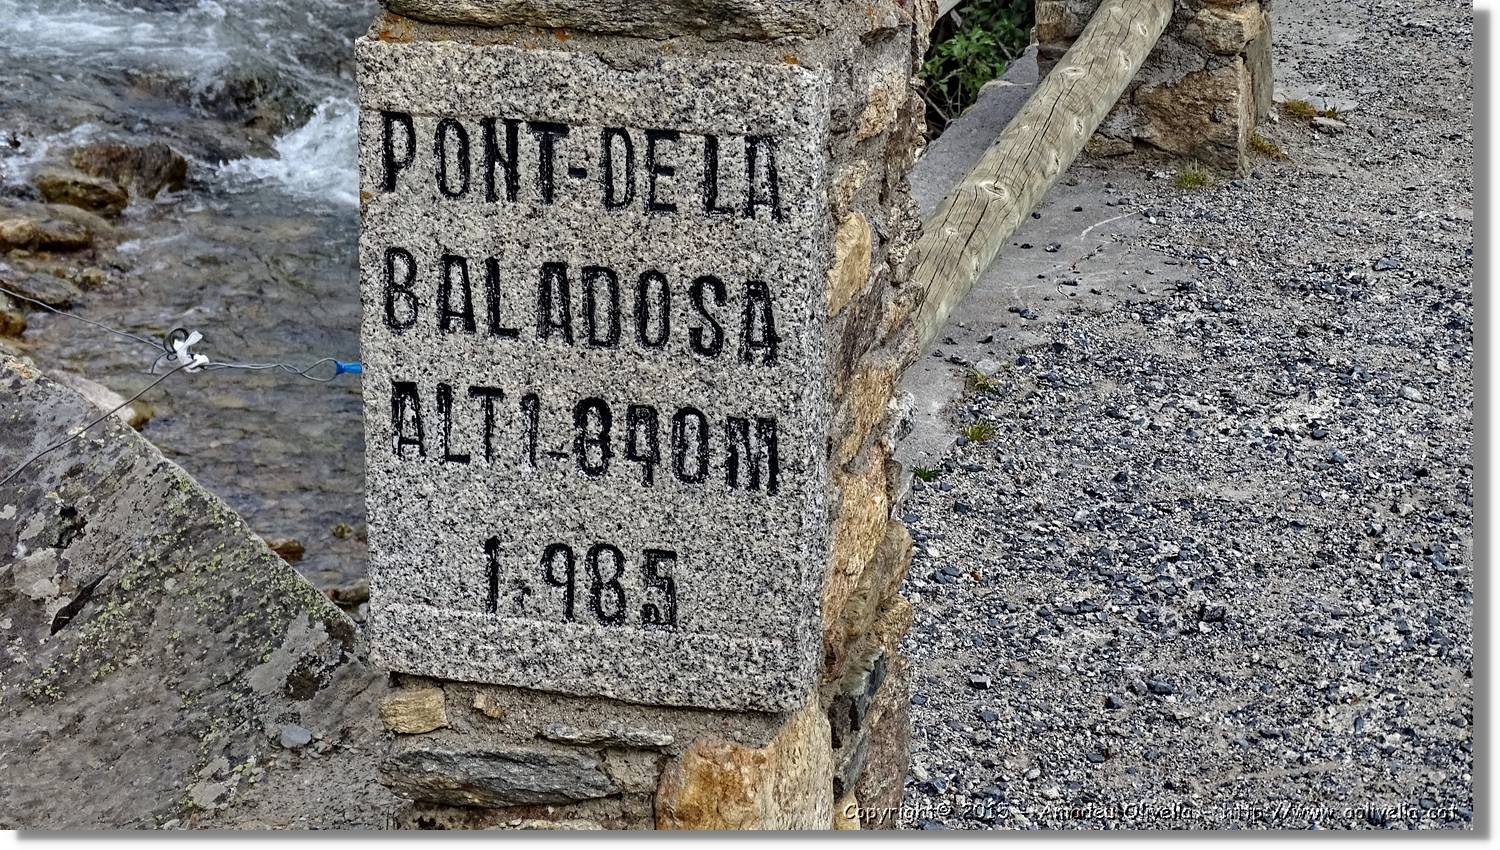 PONT-DE LA
BALADOSA
ALT 1.840M
1.985
Copyright© 2015 - Amadeu Olivella - http://www.aolivella.cat